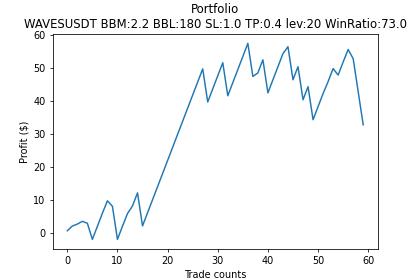 Portfolio
WAVESUSDT BBM:2.2 BBL:180 SL:1.0 TP:0.4 lev:20 WinRatio:73.0
60
50
40
30
20
10
0
Profit ($)
0 10 20 30 40 50 60
Trade counts